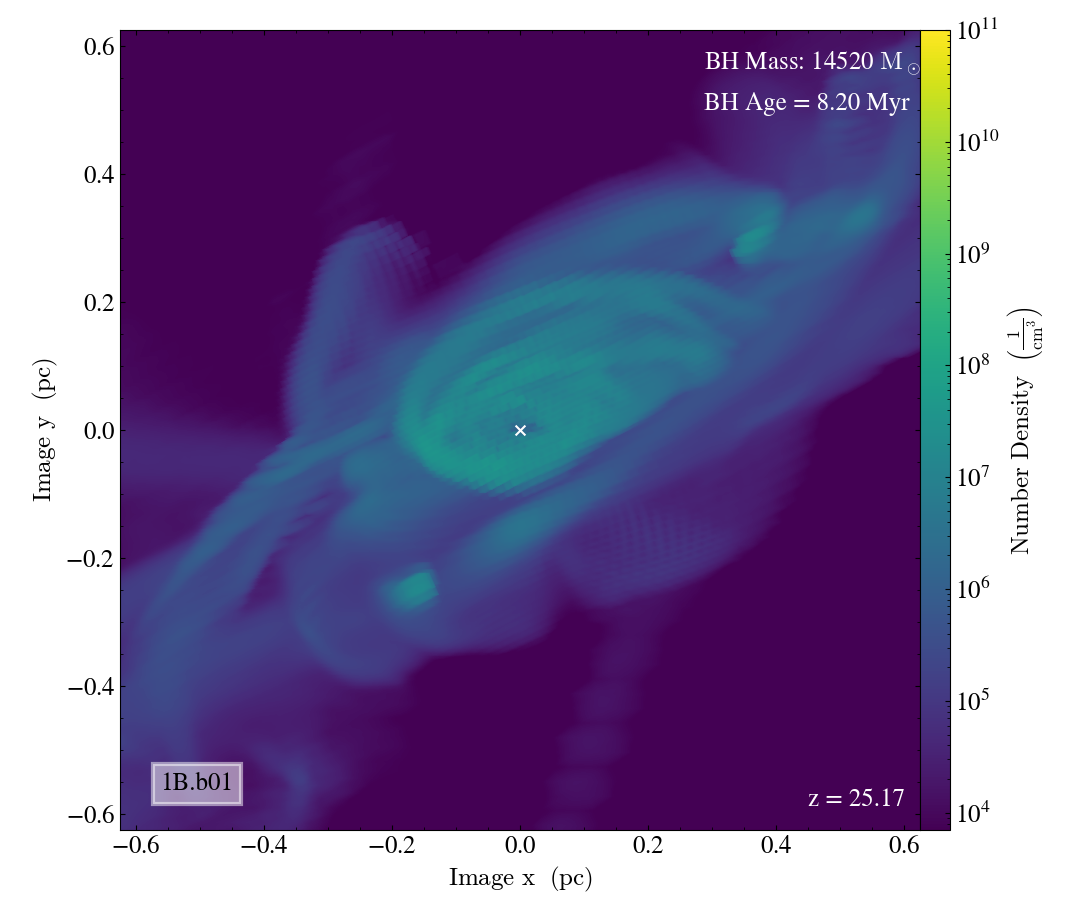 BH Mass: 14520 M☉
BH Age = 8.20 Myr
0.6
0.4
0.2
0.0
−0.2
−0.4
−0.6
Image y (pc)
1B.b01
z = 25.17
−0.6 −0.4 −0.2 0.0 0.2 0.4 0.6
Image x (pc)
10¹¹
10¹⁰
10⁹
10⁸
10⁷
10⁶
10⁵
10⁴
Number Density (1/cm³)